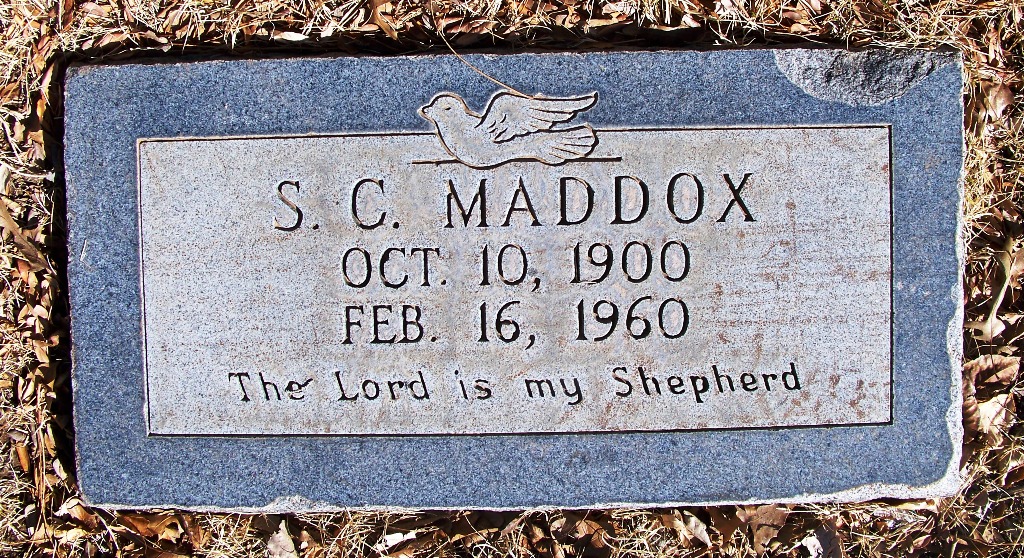 S. C. MADDOX
OCT. 10, 1900
FEB. 16, 1960
The Lord is my Shepherd